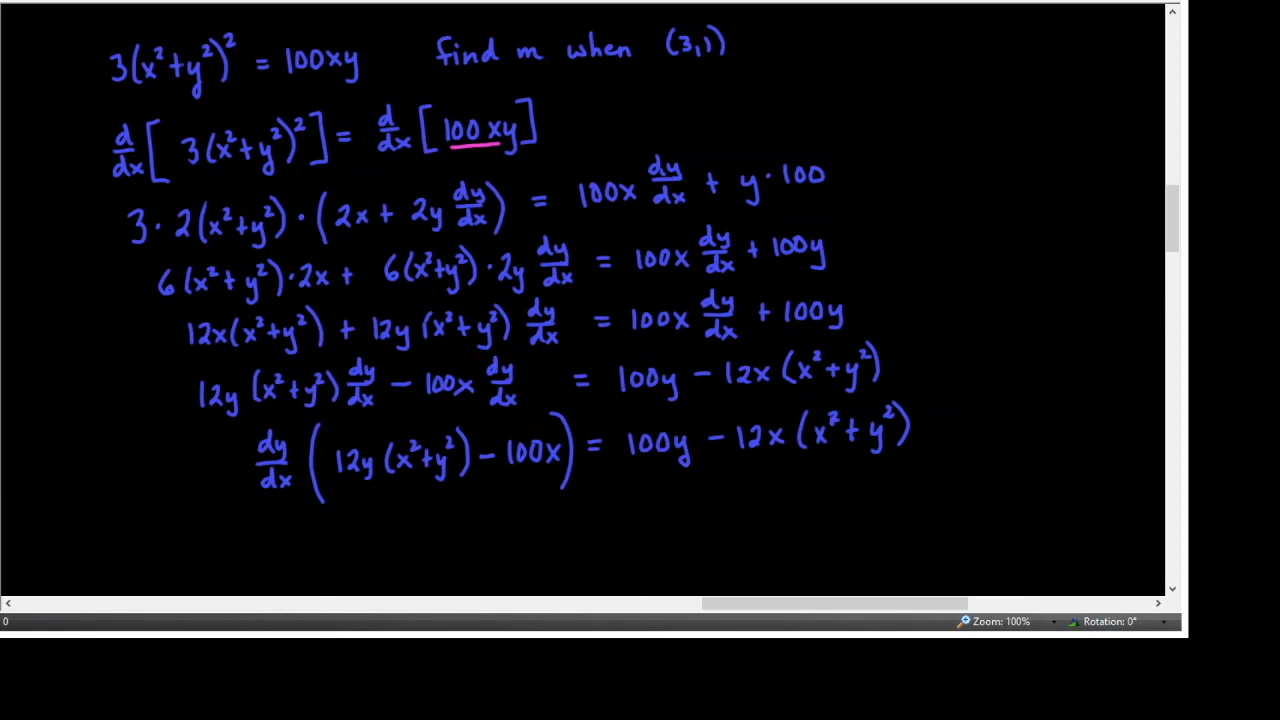 3(x²+y²)² = 100xy find m when (3,1)
d/dx [ 3(x²+y²)² ] = d/dx [ 100xy ]
3 · 2(x²+y²) · ( 2x + 2y dy/dx ) = 100x dy/dx + y · 100
6(x²+y²) · 2x + 6(x²+y²) · 2y dy/dx = 100x dy/dx + 100y
12x(x²+y²) + 12y(x²+y²) dy/dx = 100x dy/dx + 100y
12y(x²+y²) dy/dx − 100x dy/dx = 100y − 12x(x²+y²)
dy/dx ( 12y(x²+y²) − 100x ) = 100y − 12x(x²+y²)
0 Zoom: 100% Rotation: 0°